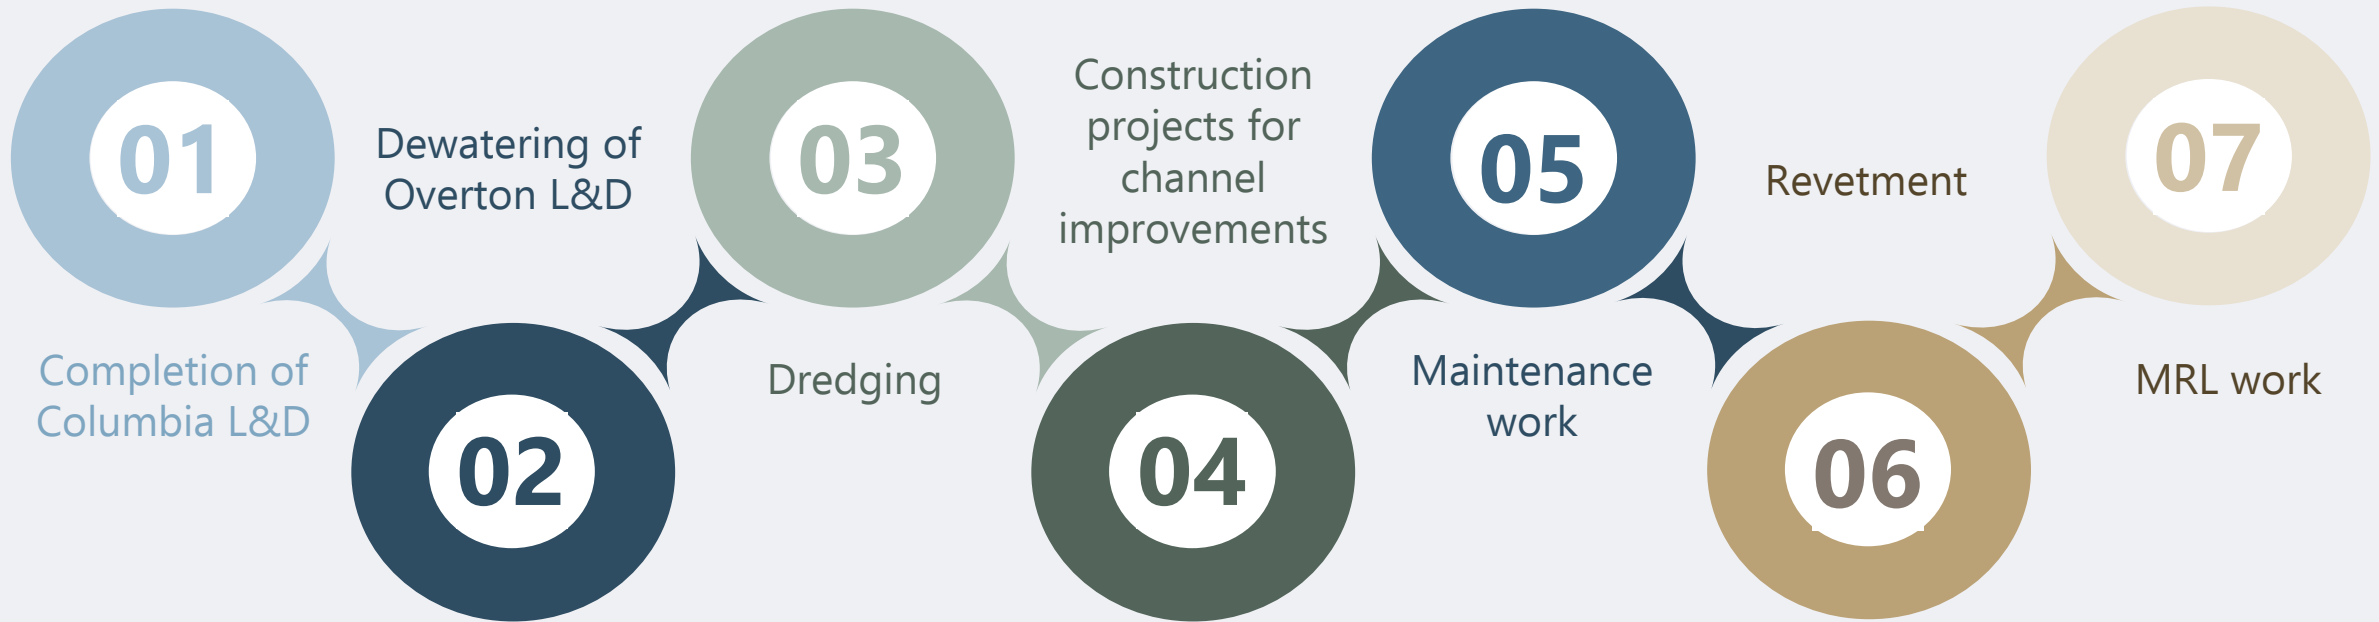 01
Completion of
Columbia L&D
02
Dewatering of
Overton L&D
03
Dredging
04
Construction
projects for
channel
improvements
05
Maintenance
work
06
Revetment
07
MRL work